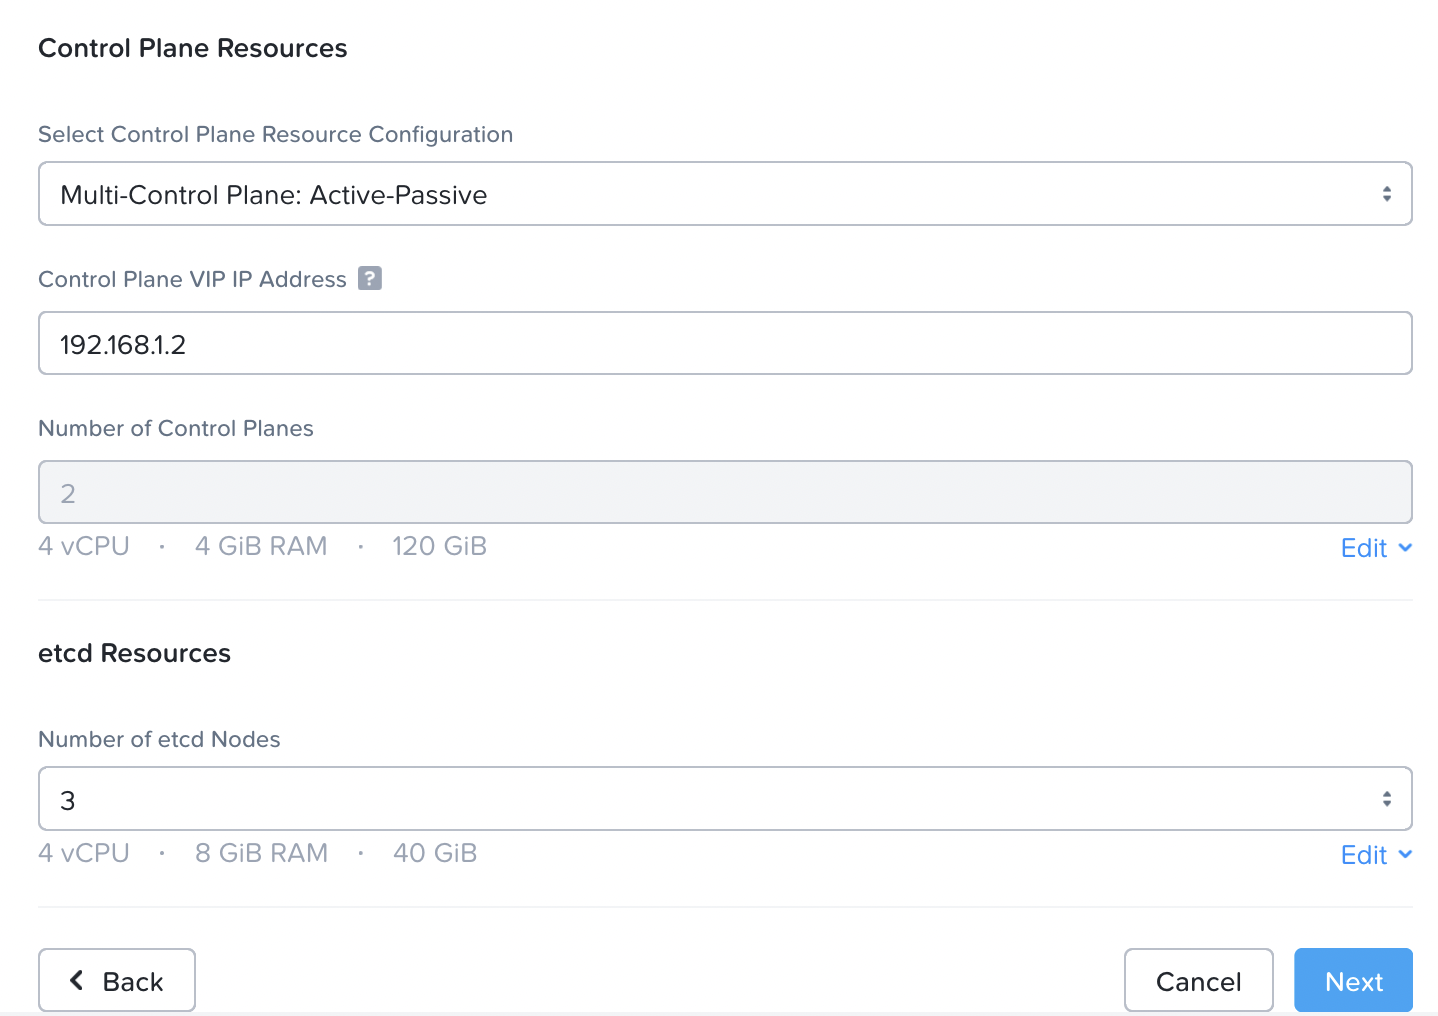 Control Plane Resources
Select Control Plane Resource Configuration
Multi-Control Plane: Active-Passive
Control Plane VIP IP Address ?
192.168.1.2
Number of Control Planes
2
4 vCPU · 4 GiB RAM · 120 GiB Edit
etcd Resources
Number of etcd Nodes
3
4 vCPU · 8 GiB RAM · 40 GiB Edit
Back Cancel Next